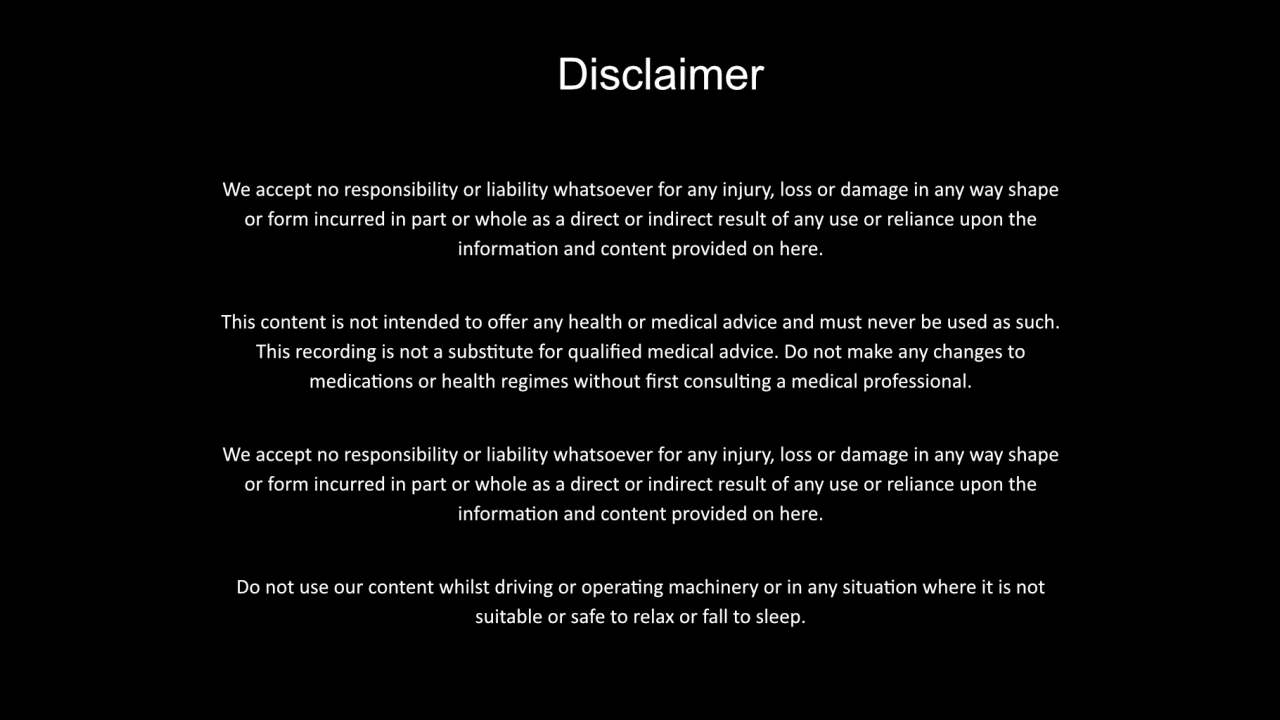 Disclaimer
We accept no responsibility or liability whatsoever for any injury, loss or damage in any way shape
or form incurred in part or whole as a direct or indirect result of any use or reliance upon the
information and content provided on here.
This content is not intended to offer any health or medical advice and must never be used as such.
This recording is not a substitute for qualified medical advice. Do not make any changes to
medications or health regimes without first consulting a medical professional.
We accept no responsibility or liability whatsoever for any injury, loss or damage in any way shape
or form incurred in part or whole as a direct or indirect result of any use or reliance upon the
information and content provided on here.
Do not use our content whilst driving or operating machinery or in any situation where it is not
suitable or safe to relax or fall to sleep.